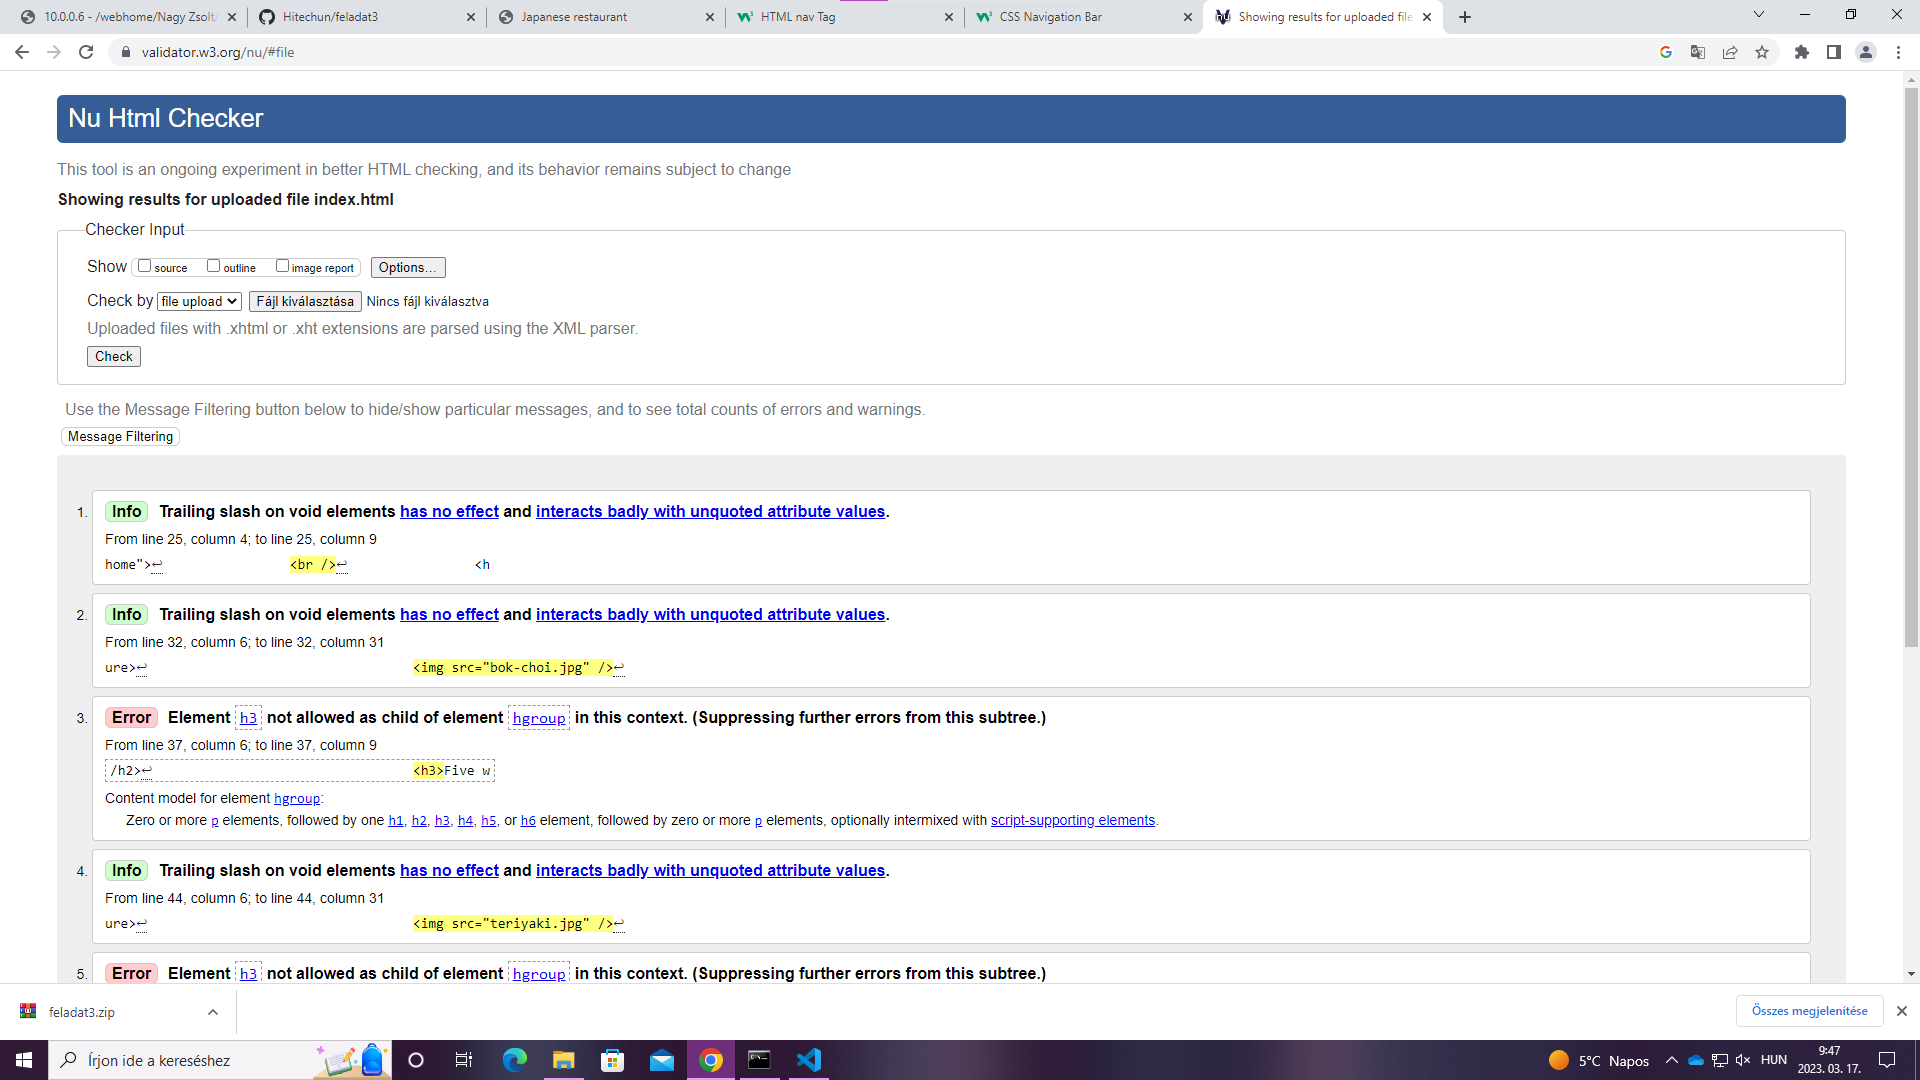 10.0.0.6 - /webhome/Nagy Zsolt/
Hitechun/feladat3
Japanese restaurant
HTML nav Tag
CSS Navigation Bar
Showing results for uploaded file
validator.w3.org/nu/#file
Nu Html Checker
This tool is an ongoing experiment in better HTML checking, and its behavior remains subject to change
Showing results for uploaded file index.html
Checker Input
Show source outline image report Options...
Check by file upload Fájl kiválasztása Nincs fájl kiválasztva
Uploaded files with .xhtml or .xht extensions are parsed using the XML parser.
Check
Use the Message Filtering button below to hide/show particular messages, and to see total counts of errors and warnings.
Message Filtering
1. Info Trailing slash on void elements has no effect and interacts badly with unquoted attribute values.
From line 25, column 4; to line 25, column 9
home">↩ <br />↩ <h
2. Info Trailing slash on void elements has no effect and interacts badly with unquoted attribute values.
From line 32, column 6; to line 32, column 31
ure>↩ <img src="bok-choi.jpg" />↩
3. Error Element h3 not allowed as child of element hgroup in this context. (Suppressing further errors from this subtree.)
From line 37, column 6; to line 37, column 9
/h2>↩ <h3>Five w
Content model for element hgroup:
Zero or more p elements, followed by one h1, h2, h3, h4, h5, or h6 element, followed by zero or more p elements, optionally intermixed with script-supporting elements.
4. Info Trailing slash on void elements has no effect and interacts badly with unquoted attribute values.
From line 44, column 6; to line 44, column 31
ure>↩ <img src="teriyaki.jpg" />↩
5. Error Element h3 not allowed as child of element hgroup in this context. (Suppressing further errors from this subtree.)
feladat3.zip
Összes megjelenítése
Írjon ide a kereséshez
5°C Napos
HUN
9:47
2023. 03. 17.